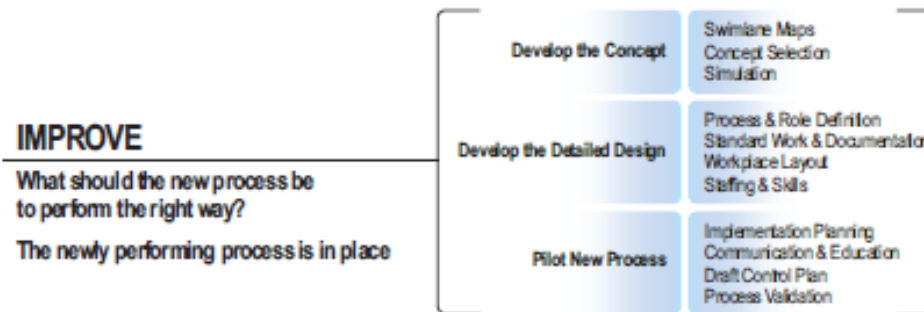 IMPROVE
What should the new process be
to perform the right way?
The newly performing process is in place
Develop the Concept
Swimlane Maps
Concept Selection
Simulation
Develop the Detailed Design
Process & Role Definition
Standard Work & Documentation
Workplace Layout
Staffing & Skills
Pilot New Process
Implementation Planning
Communication & Education
Draft Control Plan
Process Validation